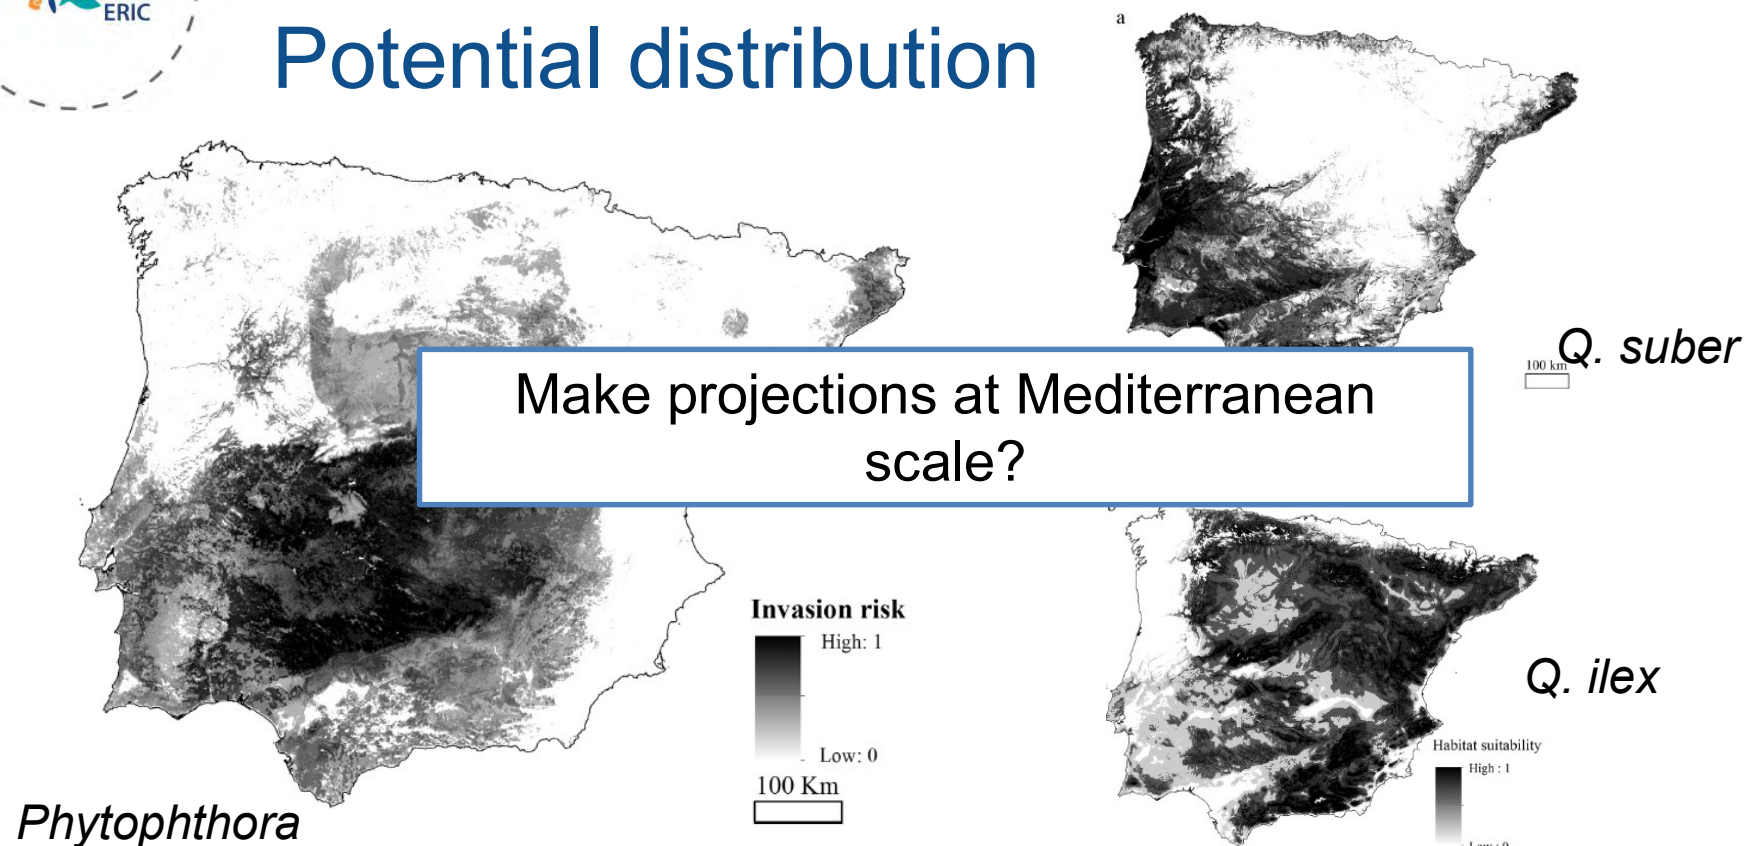 ERIC
Potential distribution
a
Q. suber
100 km
Make projections at Mediterranean
scale?
Invasion risk
High: 1
Low: 0
100 Km
Q. ilex
Habitat suitability
High : 1
Phytophthora